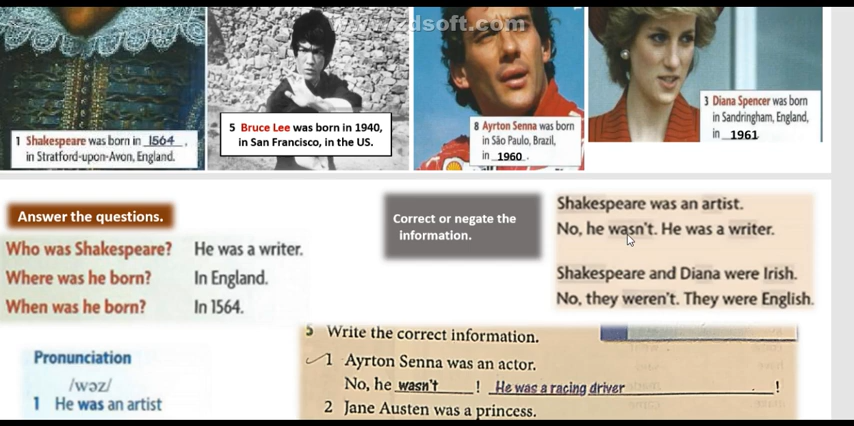 1 Shakespeare was born in 1564,
in Stratford-upon-Avon, England.
5 Bruce Lee was born in 1940,
in San Francisco, in the US.
8 Ayrton Senna was born
in São Paulo, Brazil,
in 1960.
3 Diana Spencer was born
in Sandringham, England,
in 1961
Answer the questions.
Who was Shakespeare? He was a writer.
Where was he born? In England.
When was he born? In 1564.
Correct or negate the
information.
Shakespeare was an artist.
No, he wasn't. He was a writer.
Shakespeare and Diana were Irish.
No, they weren't. They were English.
Pronunciation
/wəz/
1 He was an artist
5 Write the correct information.
1 Ayrton Senna was an actor.
No, he wasn't ! He was a racing driver !
2 Jane Austen was a princess.